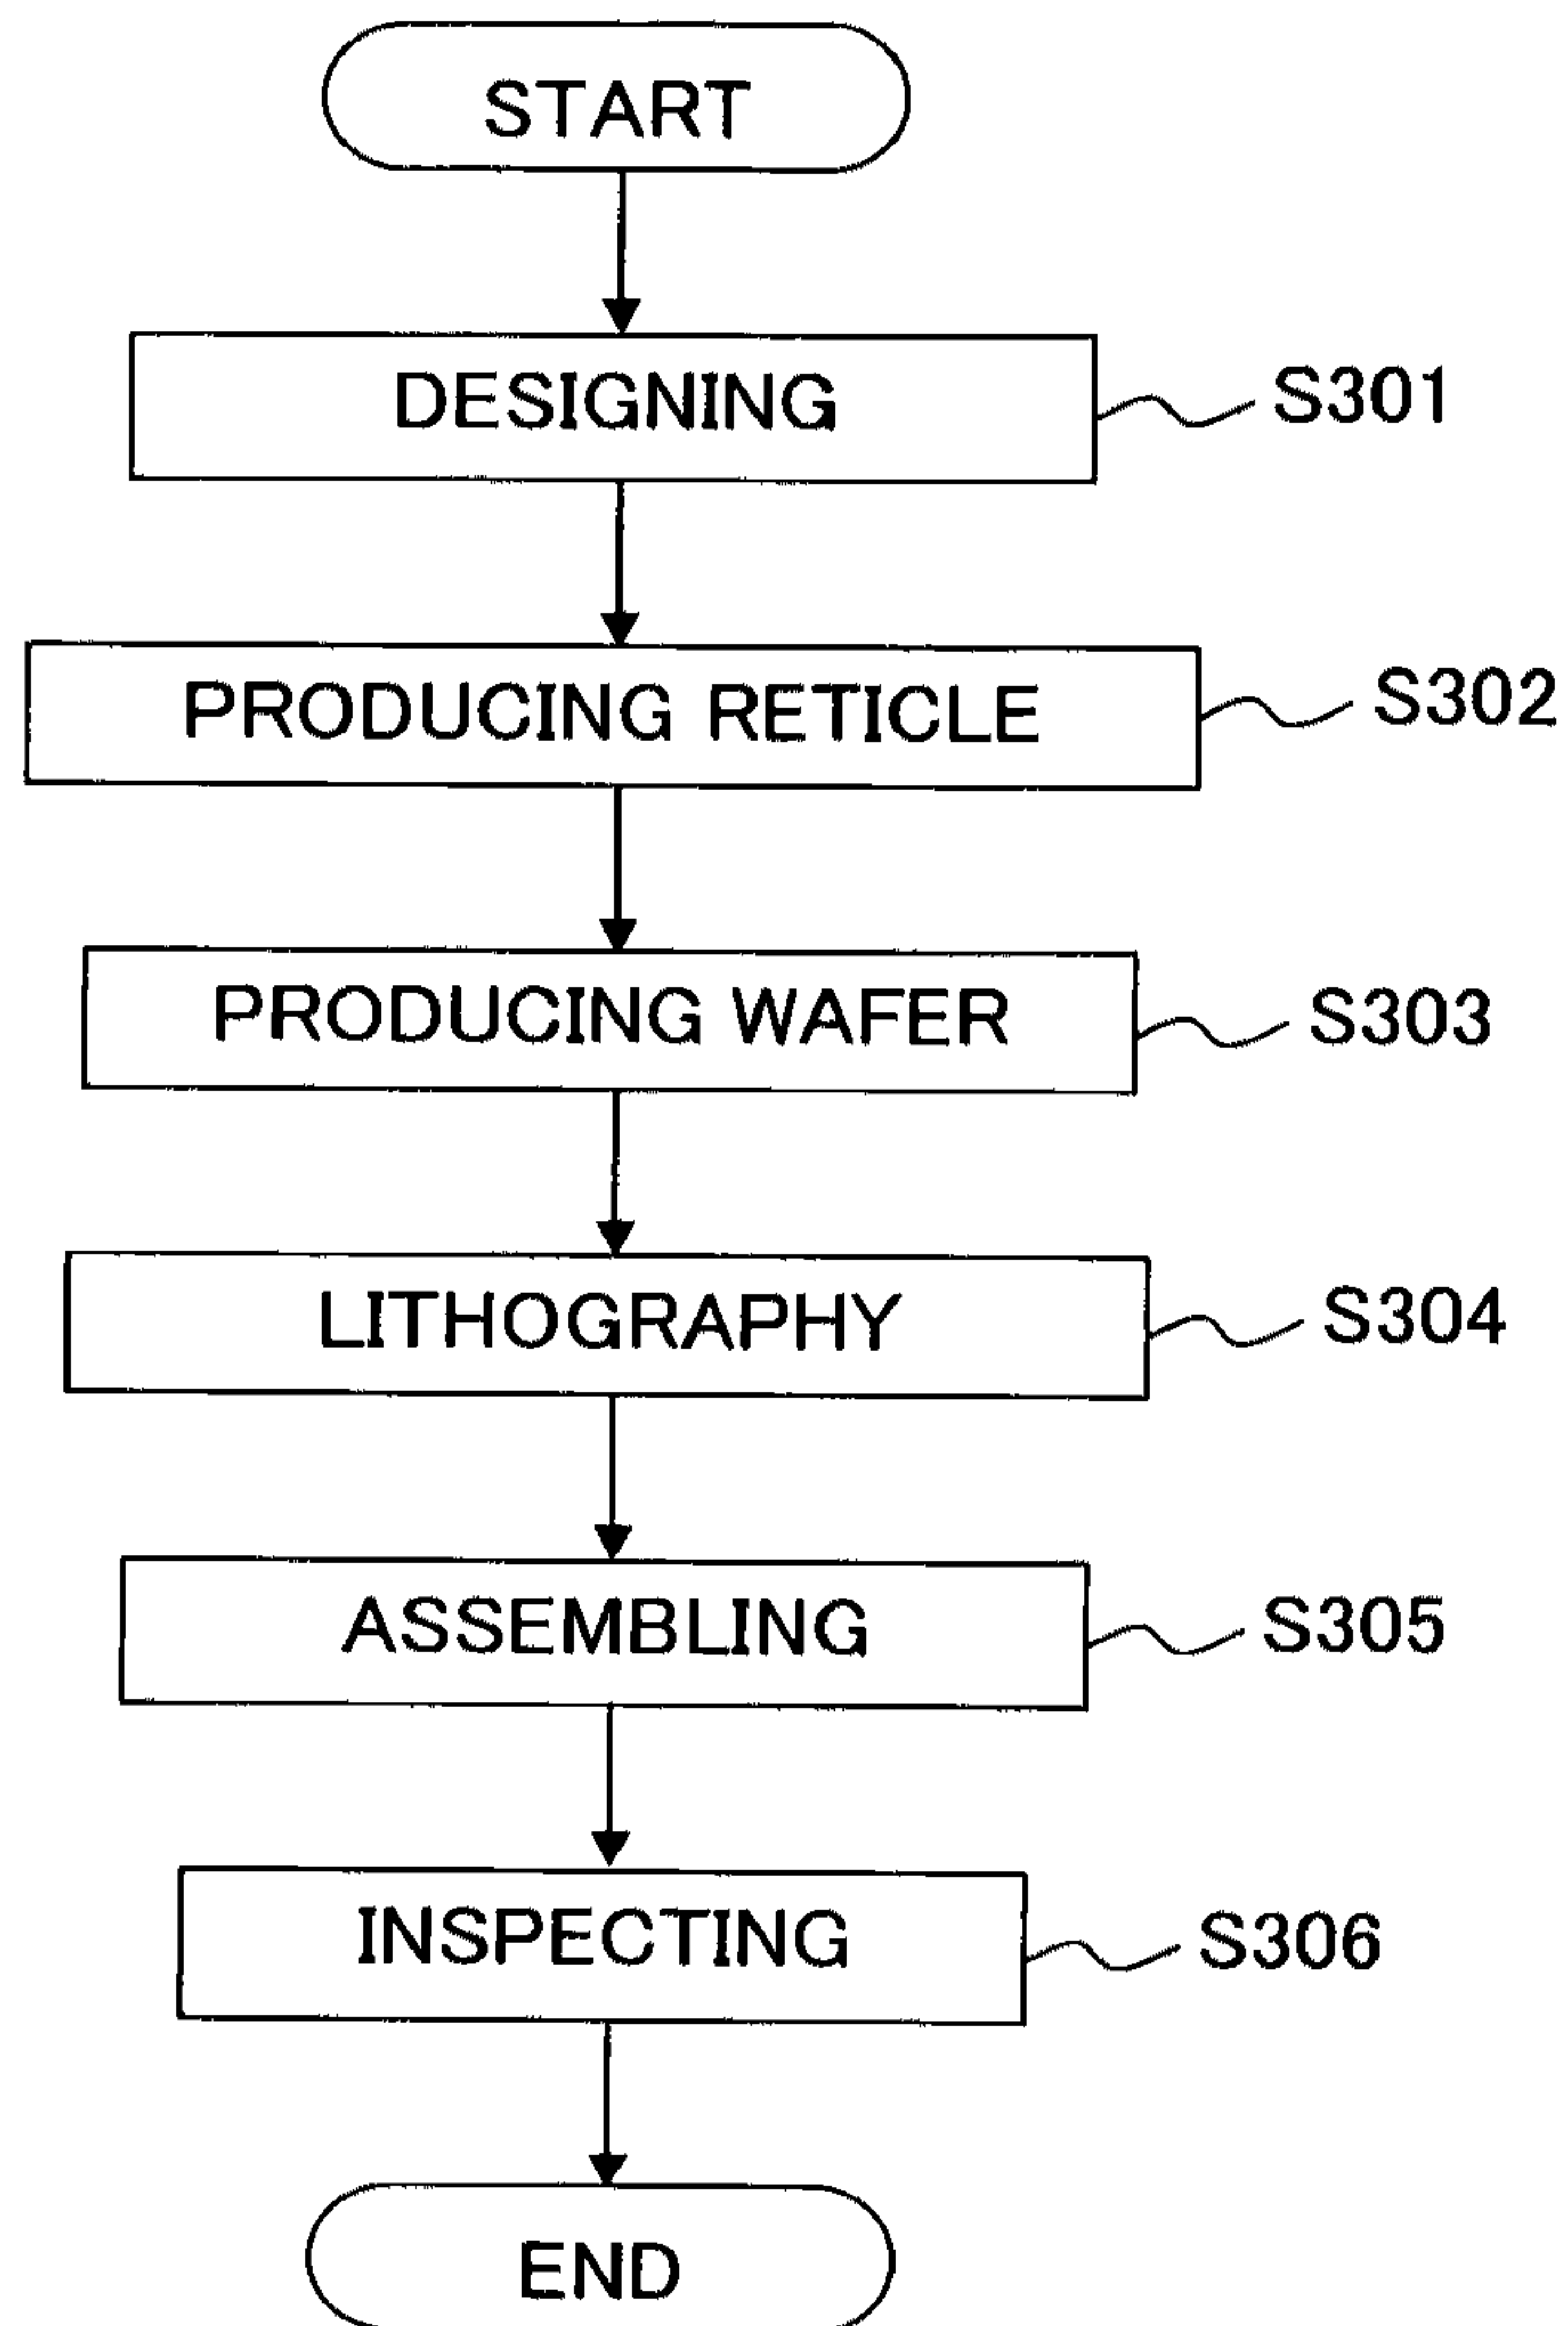 START
DESIGNING S301
PRODUCING RETICLE S302
PRODUCING WAFER S303
LITHOGRAPHY S304
ASSEMBLING S305
INSPECTING S306
END